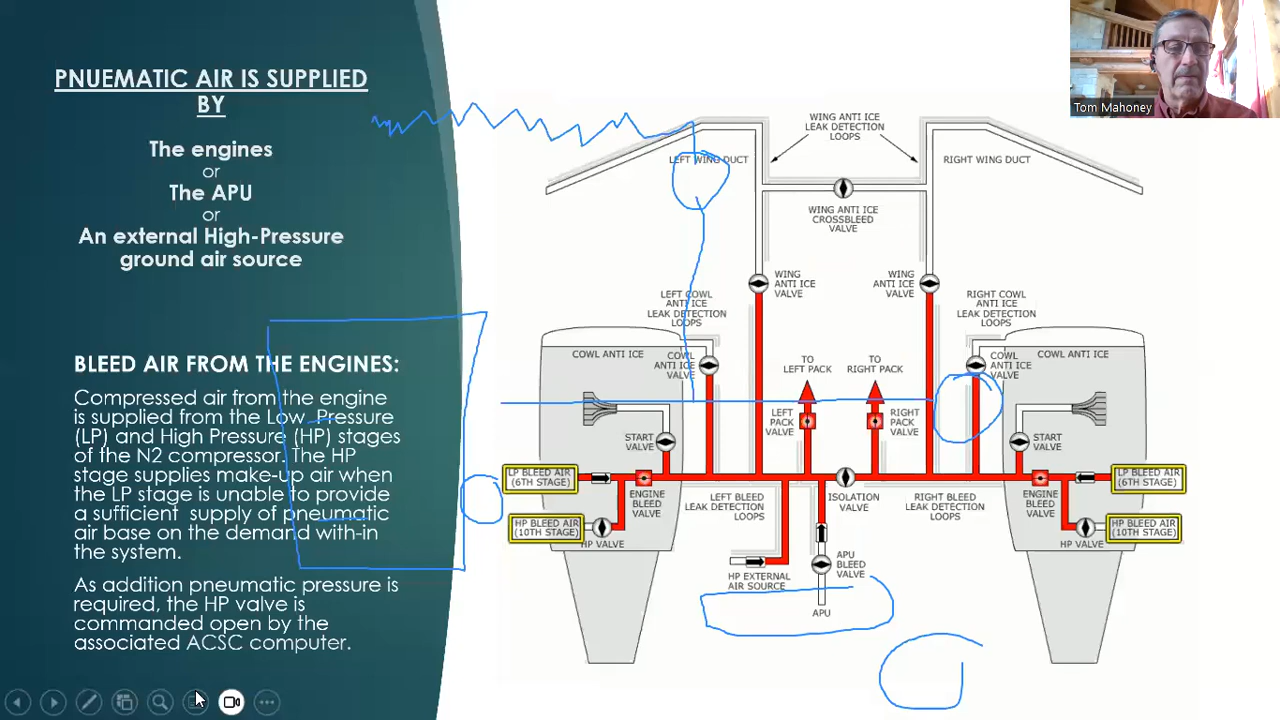 PNUEMATIC AIR IS SUPPLIED
BY
The engines
or
The APU
or
An external High-Pressure
ground air source
BLEED AIR FROM THE ENGINES:
Compressed air from the engine
is supplied from the Low Pressure
(LP) and High Pressure (HP) stages
of the N2 compressor. The HP
stage supplies make-up air when
the LP stage is unable to provide
a sufficient supply of pneumatic
air base on the demand with-in
the system.
As addition pneumatic pressure is
required, the HP valve is
commanded open by the
associated ACSC computer.
Tom Mahoney
WING ANTI ICE
LEAK DETECTION
LOOPS
LEFT WING DUCT
RIGHT WING DUCT
WING ANTI ICE
CROSSBLEED
VALVE
WING
ANTI ICE
VALVE
WING
ANTI ICE
VALVE
LEFT COWL
ANTI ICE
LEAK DETECTION
LOOPS
RIGHT COWL
ANTI ICE
LEAK DETECTION
LOOPS
COWL ANTI ICE
COWL
ANTI ICE
VALVE
TO
LEFT PACK
TO
RIGHT PACK
COWL
ANTI ICE
VALVE
COWL ANTI ICE
START
VALVE
LEFT
PACK
VALVE
RIGHT
PACK
VALVE
START
VALVE
LP BLEED AIR
(6TH STAGE)
ENGINE
BLEED
VALVE
LEFT BLEED
LEAK DETECTION
LOOPS
ISOLATION
VALVE
RIGHT BLEED
LEAK DETECTION
LOOPS
ENGINE
BLEED
VALVE
LP BLEED AIR
(6TH STAGE)
HP BLEED AIR
(10TH STAGE)
HP VALVE
HP VALVE
HP BLEED AIR
(10TH STAGE)
HP EXTERNAL
AIR SOURCE
APU
BLEED
VALVE
APU